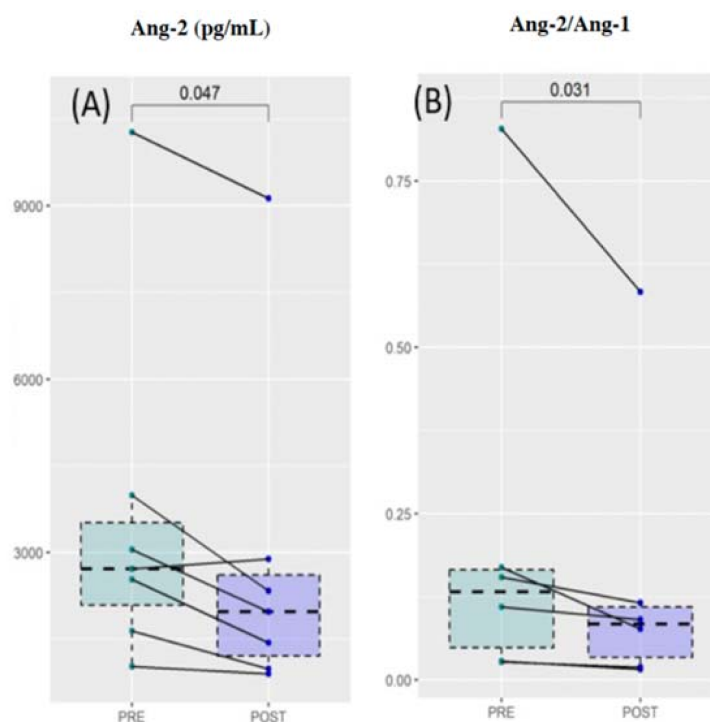 Ang-2 (pg/mL)
Ang-2/Ang-1
(A)
0.047
9000
6000
3000
PRE
POST
(B)
0.031
0.75
0.50
0.25
0.00
PRE
POST